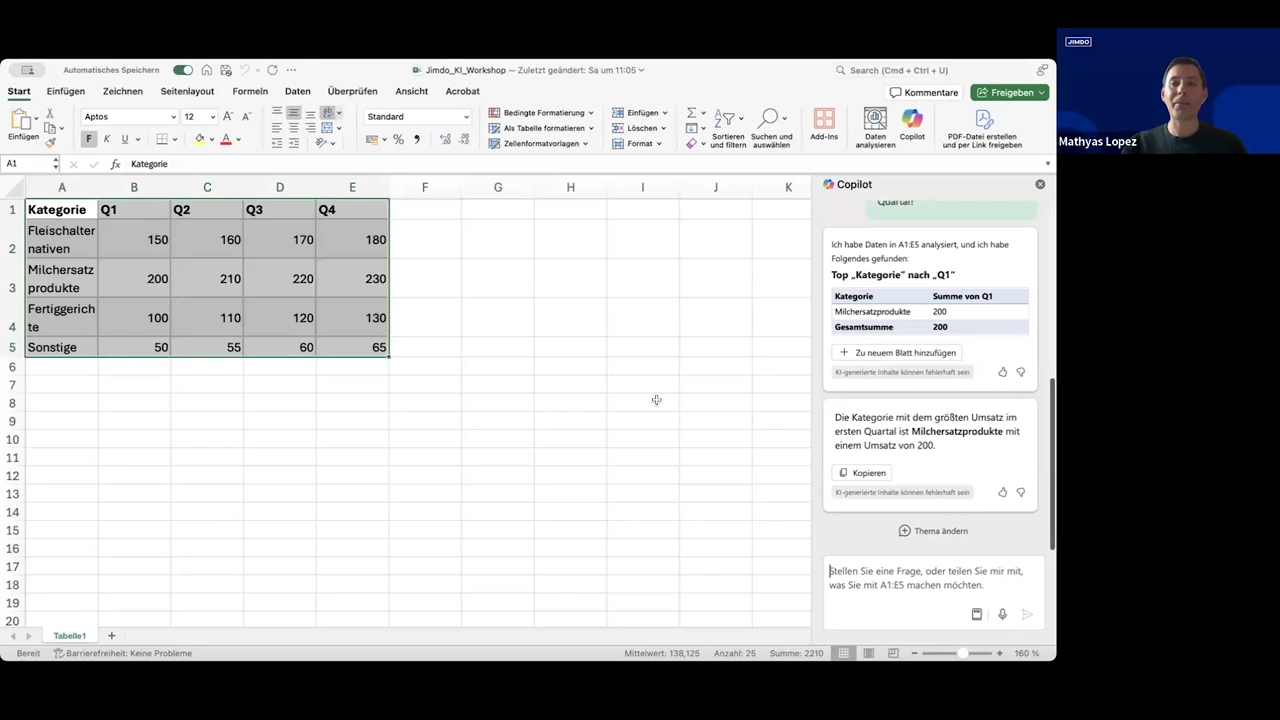 Automatisches Speichern
Jimdo_KI_Workshop — Zuletzt geändert: Sa um 11:05
Search (Cmd + Ctrl + U)
Start Einfügen Zeichnen Seitenlayout Formeln Daten Überprüfen Ansicht Acrobat
Kommentare
Freigeben
Einfügen
Aptos
12
F K U
Standard
Bedingte Formatierung
Als Tabelle formatieren
Zellenformatvorlagen
Einfügen
Löschen
Format
Sortieren
und filtern
Suchen und
auswählen
Add-Ins
Daten
analysieren
Copilot
PDF-Datei erstellen
und per Link freigeben
A1
fx
Kategorie
A B C D E F G H I J K
1 Kategorie Q1 Q2 Q3 Q4
Fleischalter
2 nativen 150 160 170 180
Milchersatz
3 produkte 200 210 220 230
Fertiggerich
4 te 100 110 120 130
5 Sonstige 50 55 60 65
6
7
8
9
10
11
12
13
14
15
16
17
18
19
20
Copilot
Quartal?
Ich habe Daten in A1:E5 analysiert, und ich habe
Folgendes gefunden:
Top „Kategorie“ nach „Q1“
Kategorie Summe von Q1
Milchersatzprodukte 200
Gesamtsumme 200
Zu neuem Blatt hinzufügen
KI-generierte Inhalte können fehlerhaft sein
Die Kategorie mit dem größten Umsatz im
ersten Quartal ist Milchersatzprodukte mit
einem Umsatz von 200.
Kopieren
KI-generierte Inhalte können fehlerhaft sein
Thema ändern
Stellen Sie eine Frage, oder teilen Sie mir mit,
was Sie mit A1:E5 machen möchten.
Tabelle1
Bereit
Barrierefreiheit: Keine Probleme
Mittelwert: 138,125 Anzahl: 25 Summe: 2210
160 %
JIMDO
Mathyas Lopez